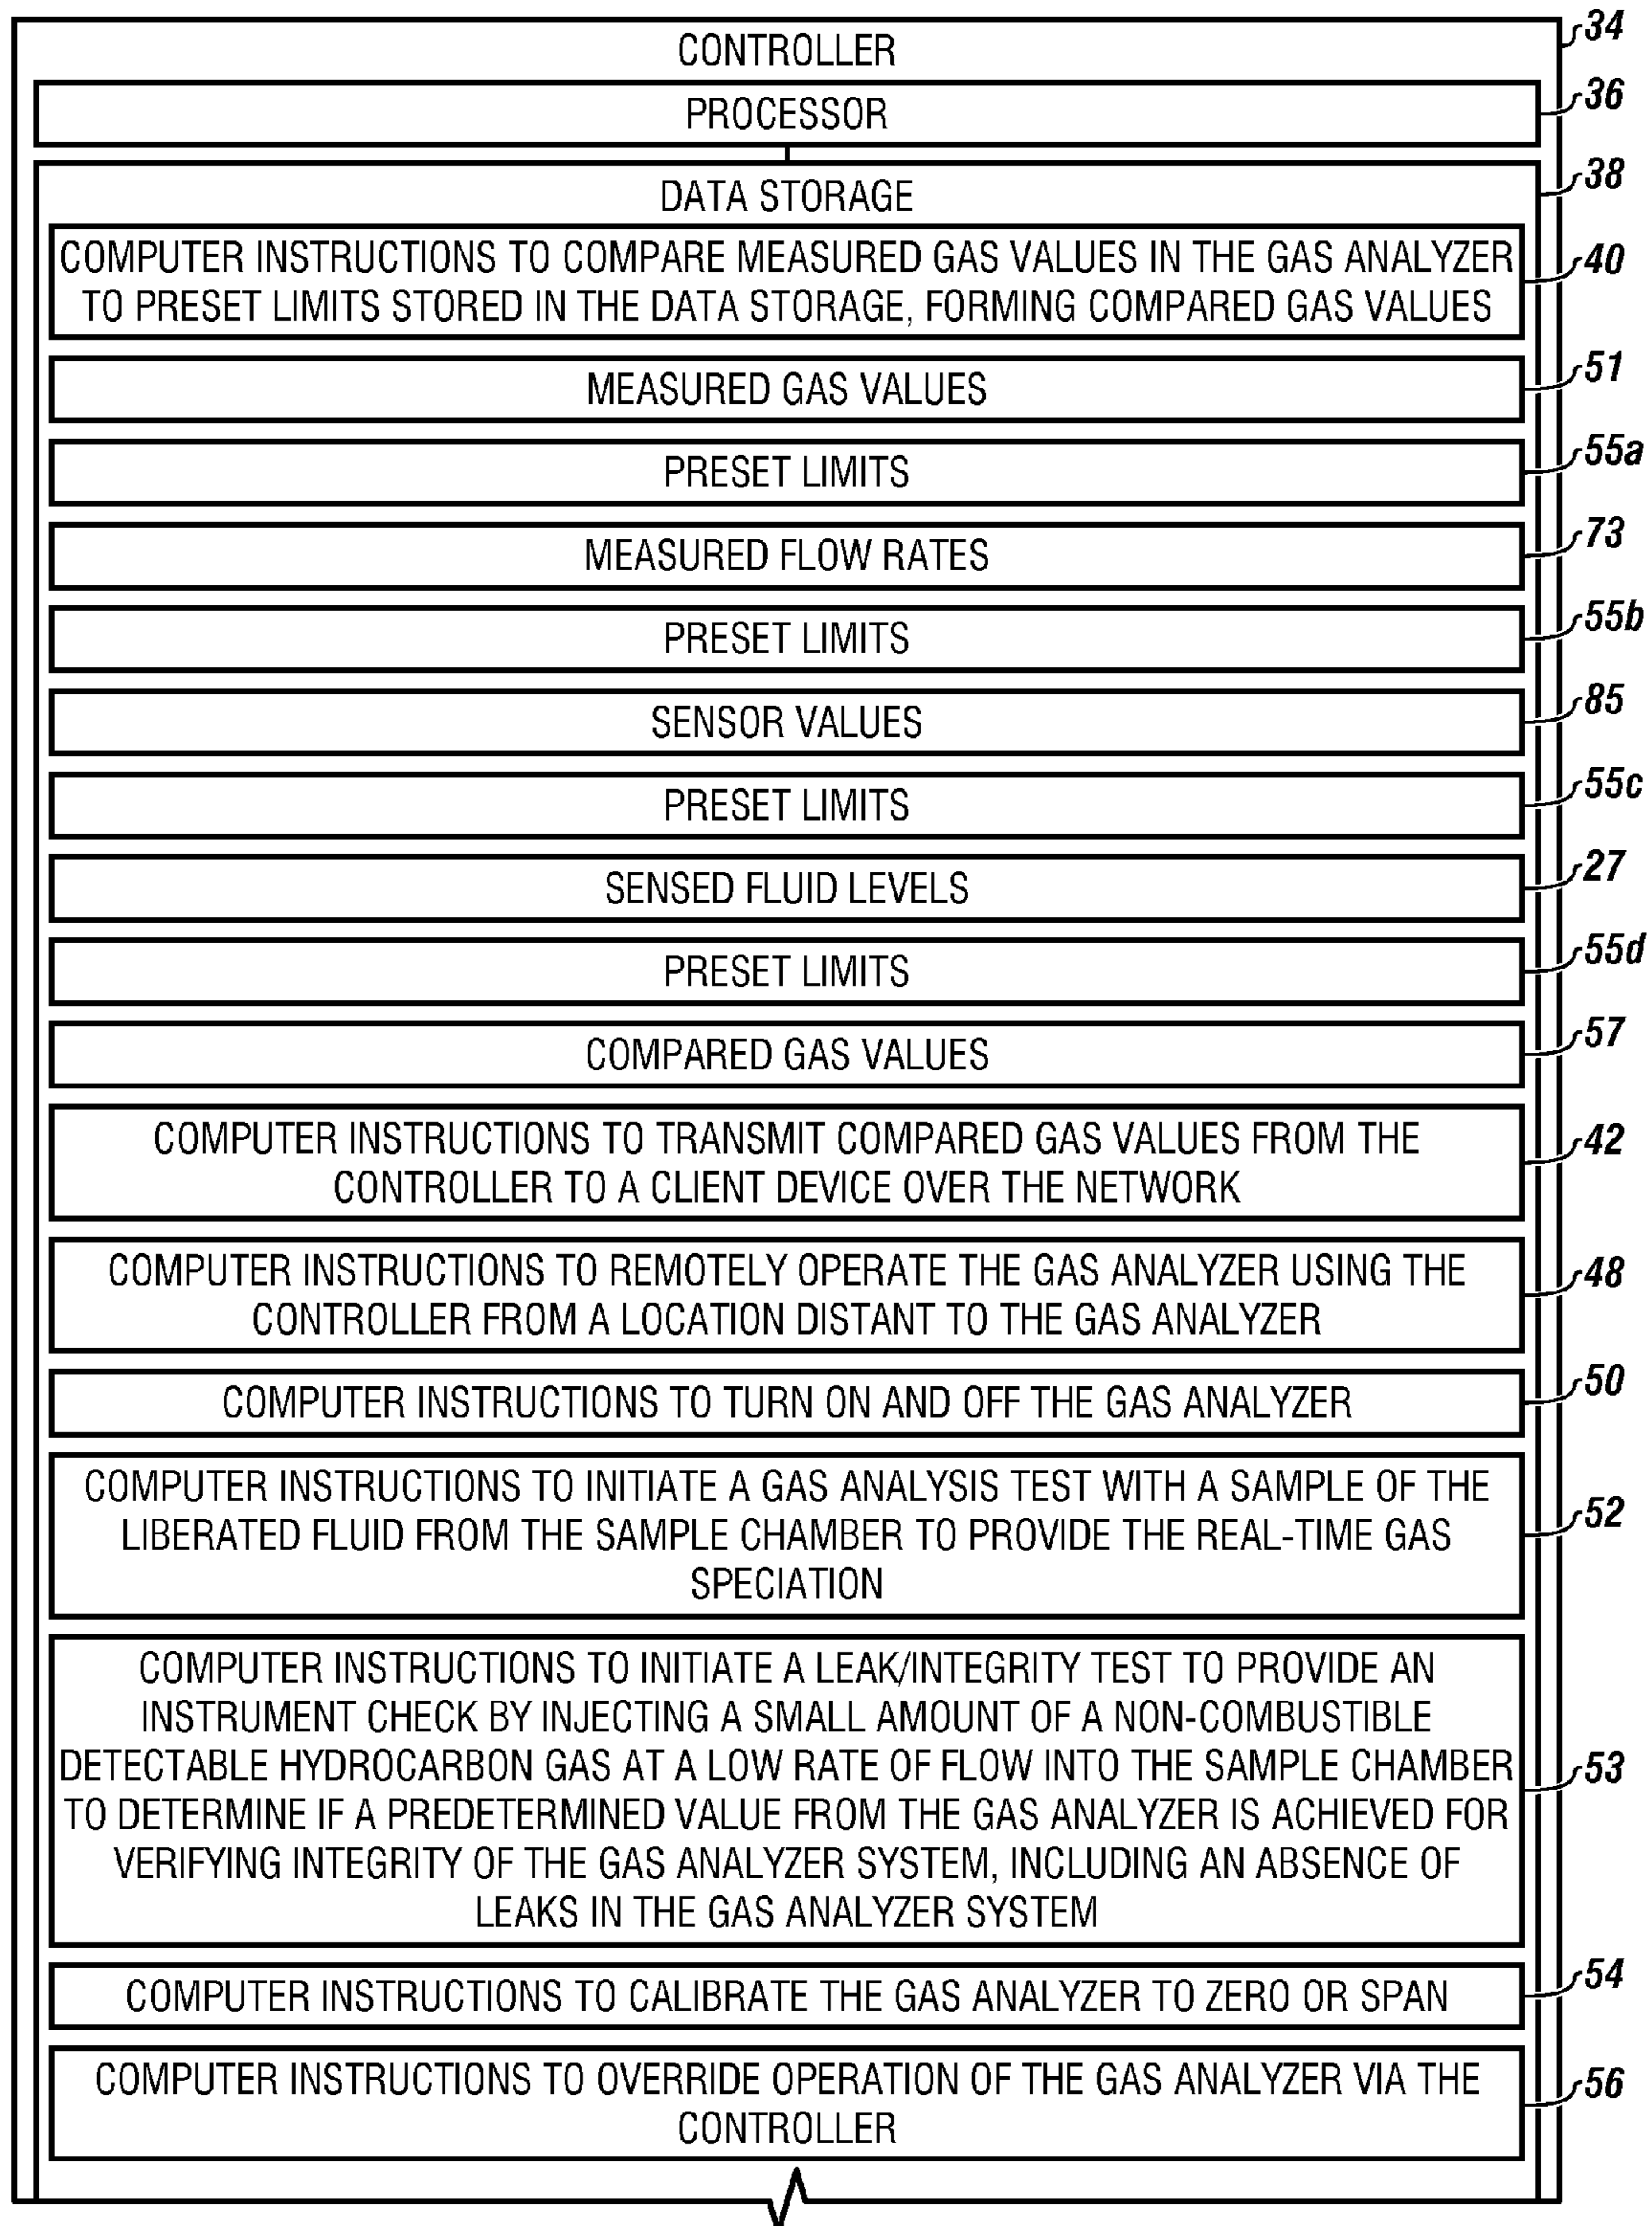 CONTROLLER
34
PROCESSOR
36
DATA STORAGE
38
COMPUTER INSTRUCTIONS TO COMPARE MEASURED GAS VALUES IN THE GAS ANALYZER
TO PRESET LIMITS STORED IN THE DATA STORAGE, FORMING COMPARED GAS VALUES
40
MEASURED GAS VALUES
51
PRESET LIMITS
55a
MEASURED FLOW RATES
73
PRESET LIMITS
55b
SENSOR VALUES
85
PRESET LIMITS
55c
SENSED FLUID LEVELS
27
PRESET LIMITS
55d
COMPARED GAS VALUES
57
COMPUTER INSTRUCTIONS TO TRANSMIT COMPARED GAS VALUES FROM THE
CONTROLLER TO A CLIENT DEVICE OVER THE NETWORK
42
COMPUTER INSTRUCTIONS TO REMOTELY OPERATE THE GAS ANALYZER USING THE
CONTROLLER FROM A LOCATION DISTANT TO THE GAS ANALYZER
48
COMPUTER INSTRUCTIONS TO TURN ON AND OFF THE GAS ANALYZER
50
COMPUTER INSTRUCTIONS TO INITIATE A GAS ANALYSIS TEST WITH A SAMPLE OF THE
LIBERATED FLUID FROM THE SAMPLE CHAMBER TO PROVIDE THE REAL-TIME GAS
SPECIATION
52
COMPUTER INSTRUCTIONS TO INITIATE A LEAK/INTEGRITY TEST TO PROVIDE AN
INSTRUMENT CHECK BY INJECTING A SMALL AMOUNT OF A NON-COMBUSTIBLE
DETECTABLE HYDROCARBON GAS AT A LOW RATE OF FLOW INTO THE SAMPLE CHAMBER
TO DETERMINE IF A PREDETERMINED VALUE FROM THE GAS ANALYZER IS ACHIEVED FOR
VERIFYING INTEGRITY OF THE GAS ANALYZER SYSTEM, INCLUDING AN ABSENCE OF
LEAKS IN THE GAS ANALYZER SYSTEM
53
COMPUTER INSTRUCTIONS TO CALIBRATE THE GAS ANALYZER TO ZERO OR SPAN
54
COMPUTER INSTRUCTIONS TO OVERRIDE OPERATION OF THE GAS ANALYZER VIA THE
CONTROLLER
56